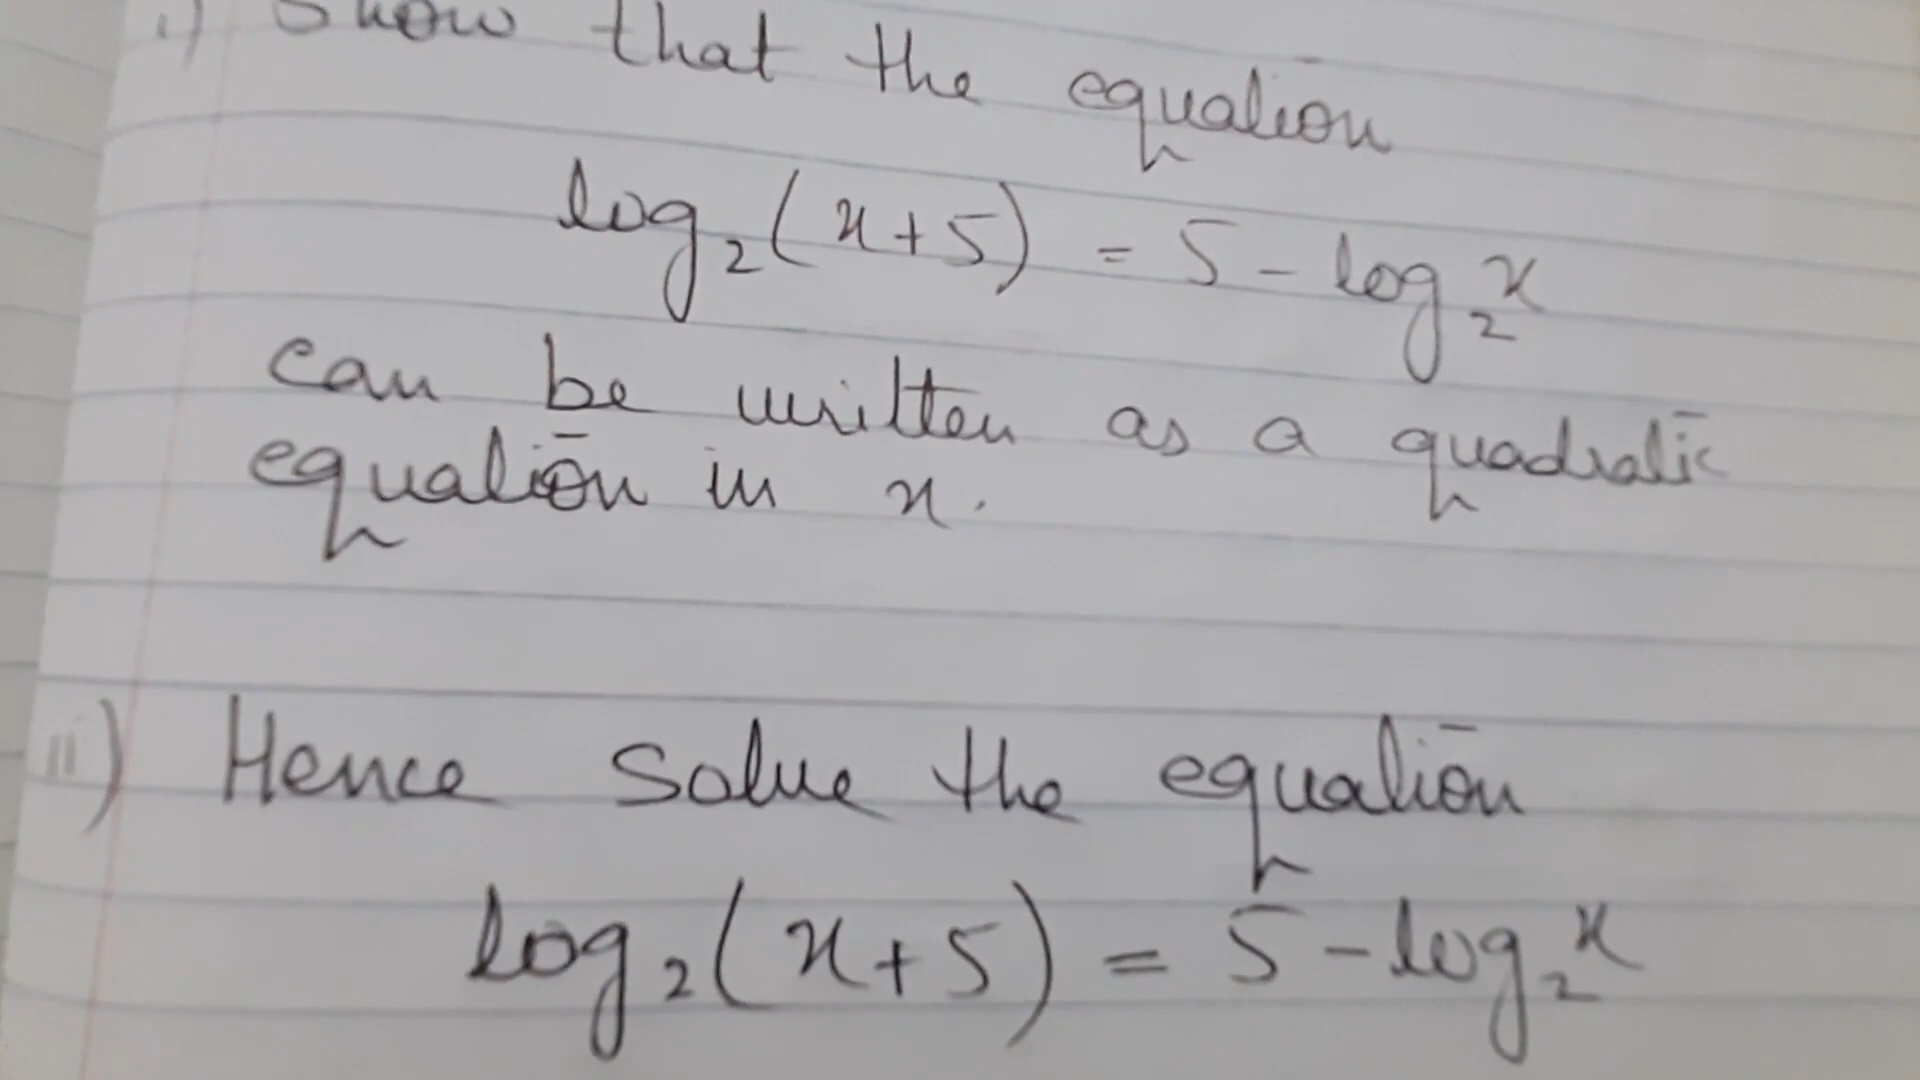 i) Show that the equation
log₂(x+5) = 5 - log₂x
can be written as a quadratic
equation in x.
ii) Hence solve the equation
log₂(x+5) = 5 - log₂x